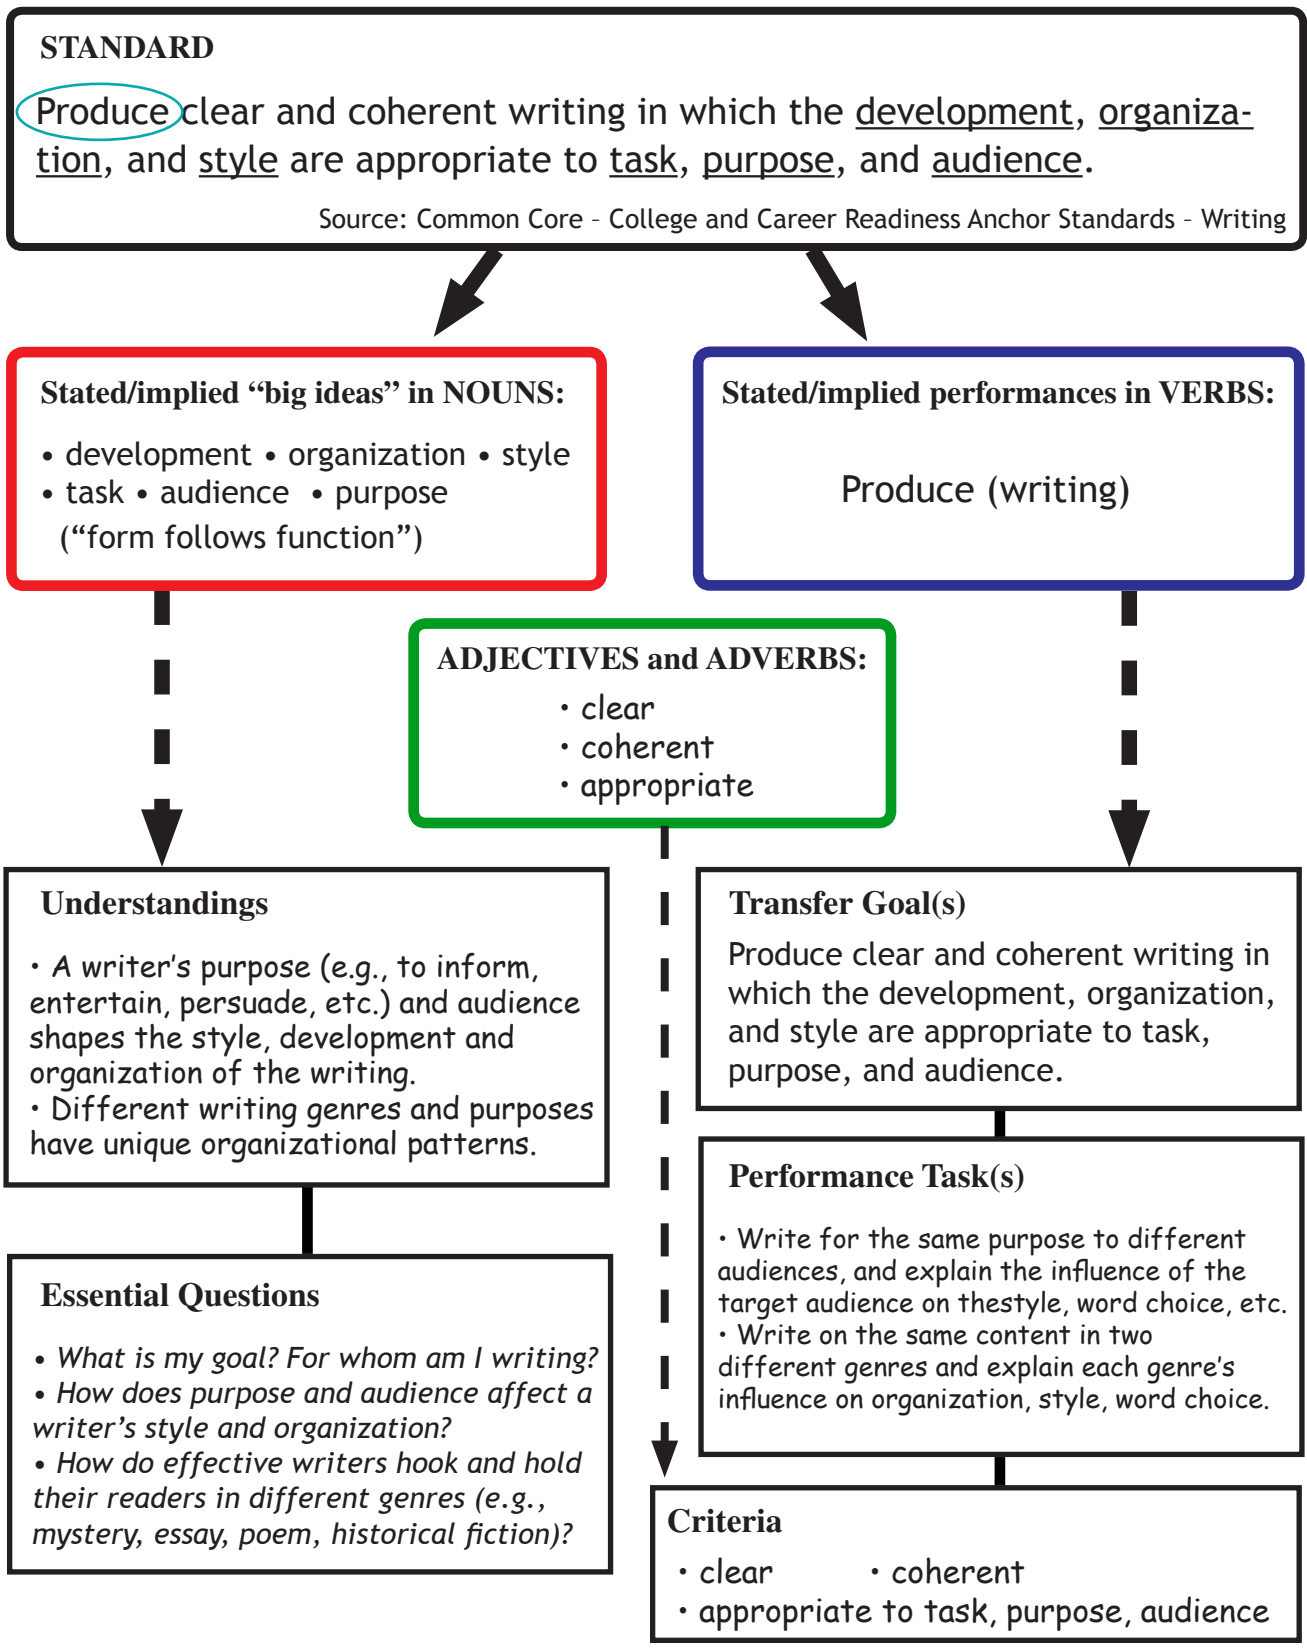 STANDARD
Produce clear and coherent writing in which the development, organiza-
tion, and style are appropriate to task, purpose, and audience.
Source: Common Core – College and Career Readiness Anchor Standards – Writing
Stated/implied “big ideas” in NOUNS:
• development • organization • style
• task • audience • purpose
(“form follows function”)
Stated/implied performances in VERBS:
Produce (writing)
ADJECTIVES and ADVERBS:
• clear
• coherent
• appropriate
Understandings
• A writer’s purpose (e.g., to inform,
entertain, persuade, etc.) and audience
shapes the style, development and
organization of the writing.
• Different writing genres and purposes
have unique organizational patterns.
Essential Questions
• What is my goal? For whom am I writing?
• How does purpose and audience affect a
writer’s style and organization?
• How do effective writers hook and hold
their readers in different genres (e.g.,
mystery, essay, poem, historical fiction)?
Transfer Goal(s)
Produce clear and coherent writing in
which the development, organization,
and style are appropriate to task,
purpose, and audience.
Performance Task(s)
• Write for the same purpose to different
audiences, and explain the influence of the
target audience on thestyle, word choice, etc.
• Write on the same content in two
different genres and explain each genre’s
influence on organization, style, word choice.
Criteria
• clear • coherent
• appropriate to task, purpose, audience